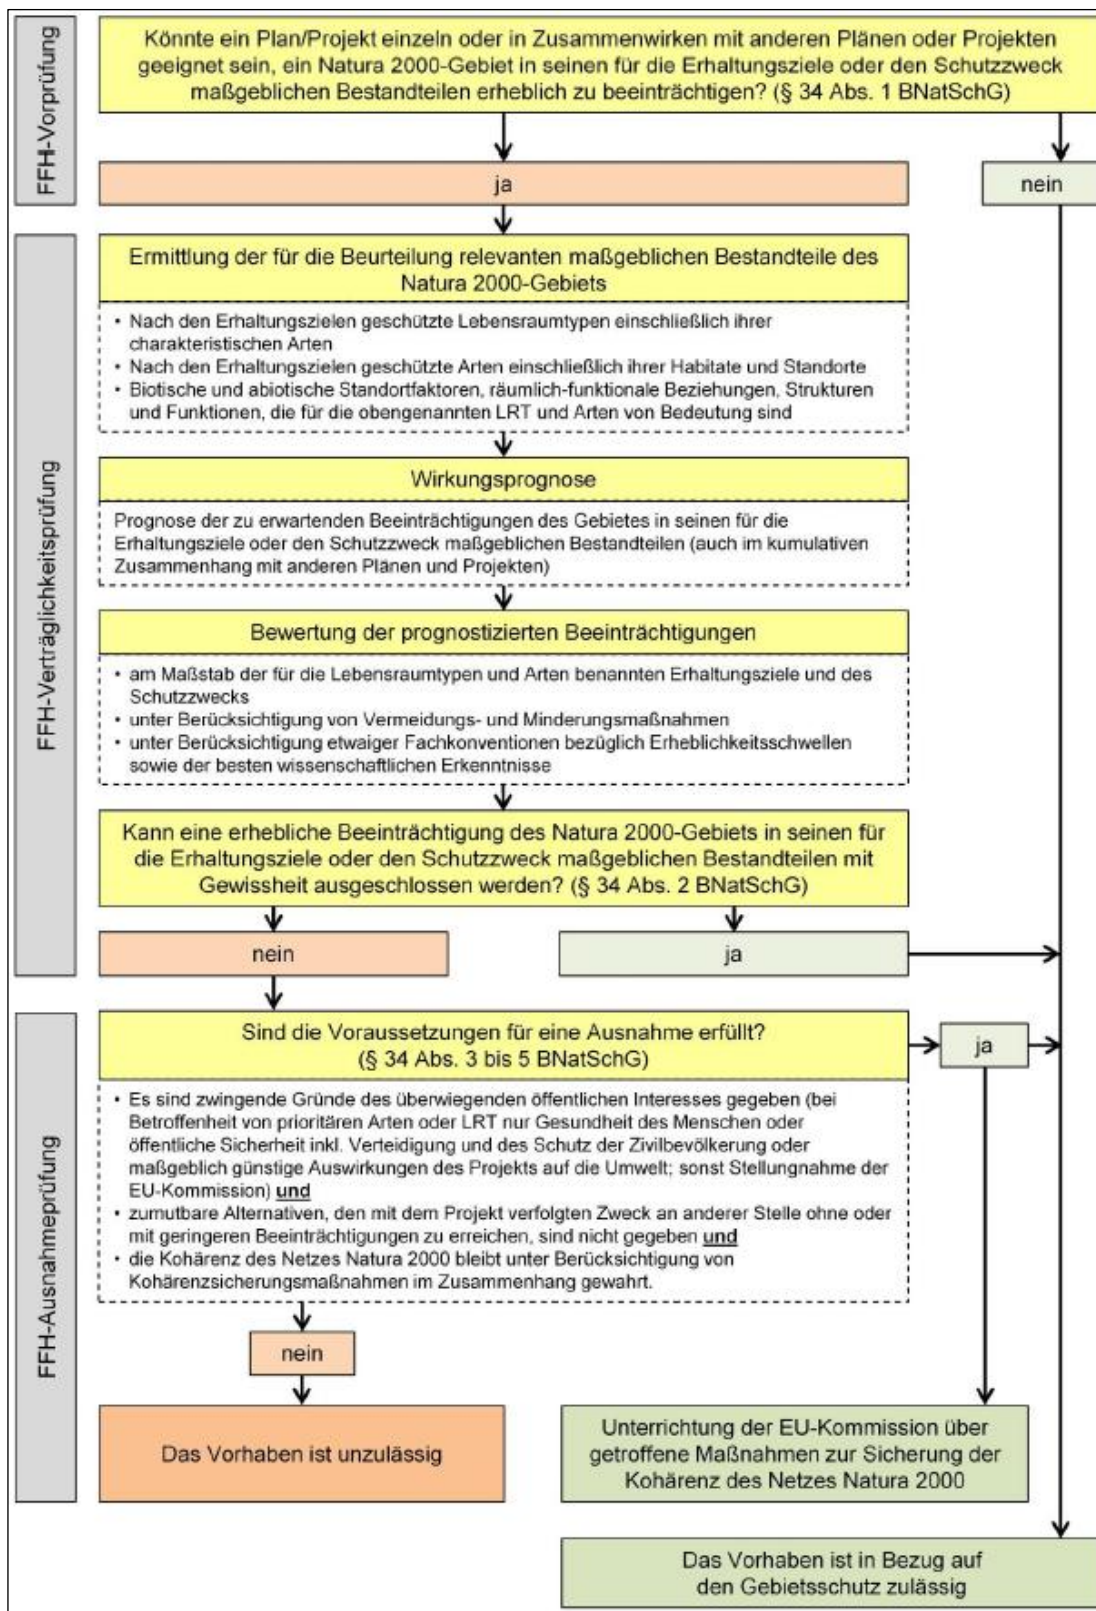 FFH-Vorprüfung
Könnte ein Plan/Projekt einzeln oder in Zusammenwirken mit anderen Plänen oder Projekten
geeignet sein, ein Natura 2000-Gebiet in seinen für die Erhaltungsziele oder den Schutzzweck
maßgeblichen Bestandteilen erheblich zu beeinträchtigen? (§ 34 Abs. 1 BNatSchG)
ja
nein
FFH-Verträglichkeitsprüfung
Ermittlung der für die Beurteilung relevanten maßgeblichen Bestandteile des
Natura 2000-Gebiets
• Nach den Erhaltungszielen geschützte Lebensraumtypen einschließlich ihrer
charakteristischen Arten
• Nach den Erhaltungszielen geschützte Arten einschließlich ihrer Habitate und Standorte
• Biotische und abiotische Standortfaktoren, räumlich-funktionale Beziehungen, Strukturen
und Funktionen, die für die obengenannten LRT und Arten von Bedeutung sind
Wirkungsprognose
Prognose der zu erwartenden Beeinträchtigungen des Gebietes in seinen für die
Erhaltungsziele oder den Schutzzweck maßgeblichen Bestandteilen (auch im kumulativen
Zusammenhang mit anderen Plänen und Projekten)
Bewertung der prognostizierten Beeinträchtigungen
• am Maßstab der für die Lebensraumtypen und Arten benannten Erhaltungsziele und des
Schutzzwecks
• unter Berücksichtigung von Vermeidungs- und Minderungsmaßnahmen
• unter Berücksichtigung etwaiger Fachkonventionen bezüglich Erheblichkeitsschwellen
sowie der besten wissenschaftlichen Erkenntnisse
Kann eine erhebliche Beeinträchtigung des Natura 2000-Gebiets in seinen für
die Erhaltungsziele oder den Schutzzweck maßgeblichen Bestandteilen mit
Gewissheit ausgeschlossen werden? (§ 34 Abs. 2 BNatSchG)
nein
ja
FFH-Ausnahmeprüfung
Sind die Voraussetzungen für eine Ausnahme erfüllt?
(§ 34 Abs. 3 bis 5 BNatSchG)
ja
• Es sind zwingende Gründe des überwiegenden öffentlichen Interesses gegeben (bei
Betroffenheit von prioritären Arten oder LRT nur Gesundheit des Menschen oder
öffentliche Sicherheit inkl. Verteidigung und des Schutz der Zivilbevölkerung oder
maßgeblich günstige Auswirkungen des Projekts auf die Umwelt; sonst Stellungnahme der
EU-Kommission) und
• zumutbare Alternativen, den mit dem Projekt verfolgten Zweck an anderer Stelle ohne oder
mit geringeren Beeinträchtigungen zu erreichen, sind nicht gegeben und
• die Kohärenz des Netzes Natura 2000 bleibt unter Berücksichtigung von
Kohärenzsicherungsmaßnahmen im Zusammenhang gewahrt.
nein
Das Vorhaben ist unzulässig
Unterrichtung der EU-Kommission über
getroffene Maßnahmen zur Sicherung der
Kohärenz des Netzes Natura 2000
Das Vorhaben ist in Bezug auf
den Gebietsschutz zulässig